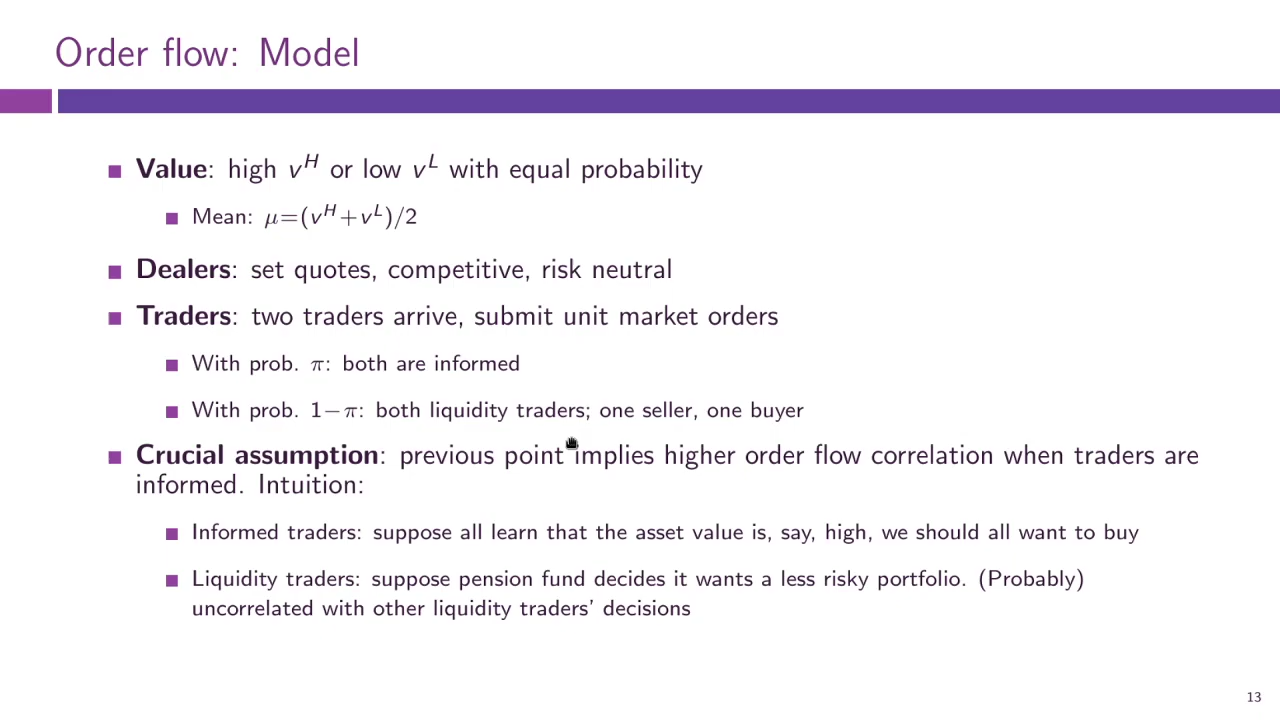 Order flow: Model
Value: high v^H or low v^L with equal probability
Mean: μ=(v^H+v^L)/2
Dealers: set quotes, competitive, risk neutral
Traders: two traders arrive, submit unit market orders
With prob. π: both are informed
With prob. 1−π: both liquidity traders; one seller, one buyer
Crucial assumption: previous point implies higher order flow correlation when traders are
informed. Intuition:
Informed traders: suppose all learn that the asset value is, say, high, we should all want to buy
Liquidity traders: suppose pension fund decides it wants a less risky portfolio. (Probably)
uncorrelated with other liquidity traders' decisions
13